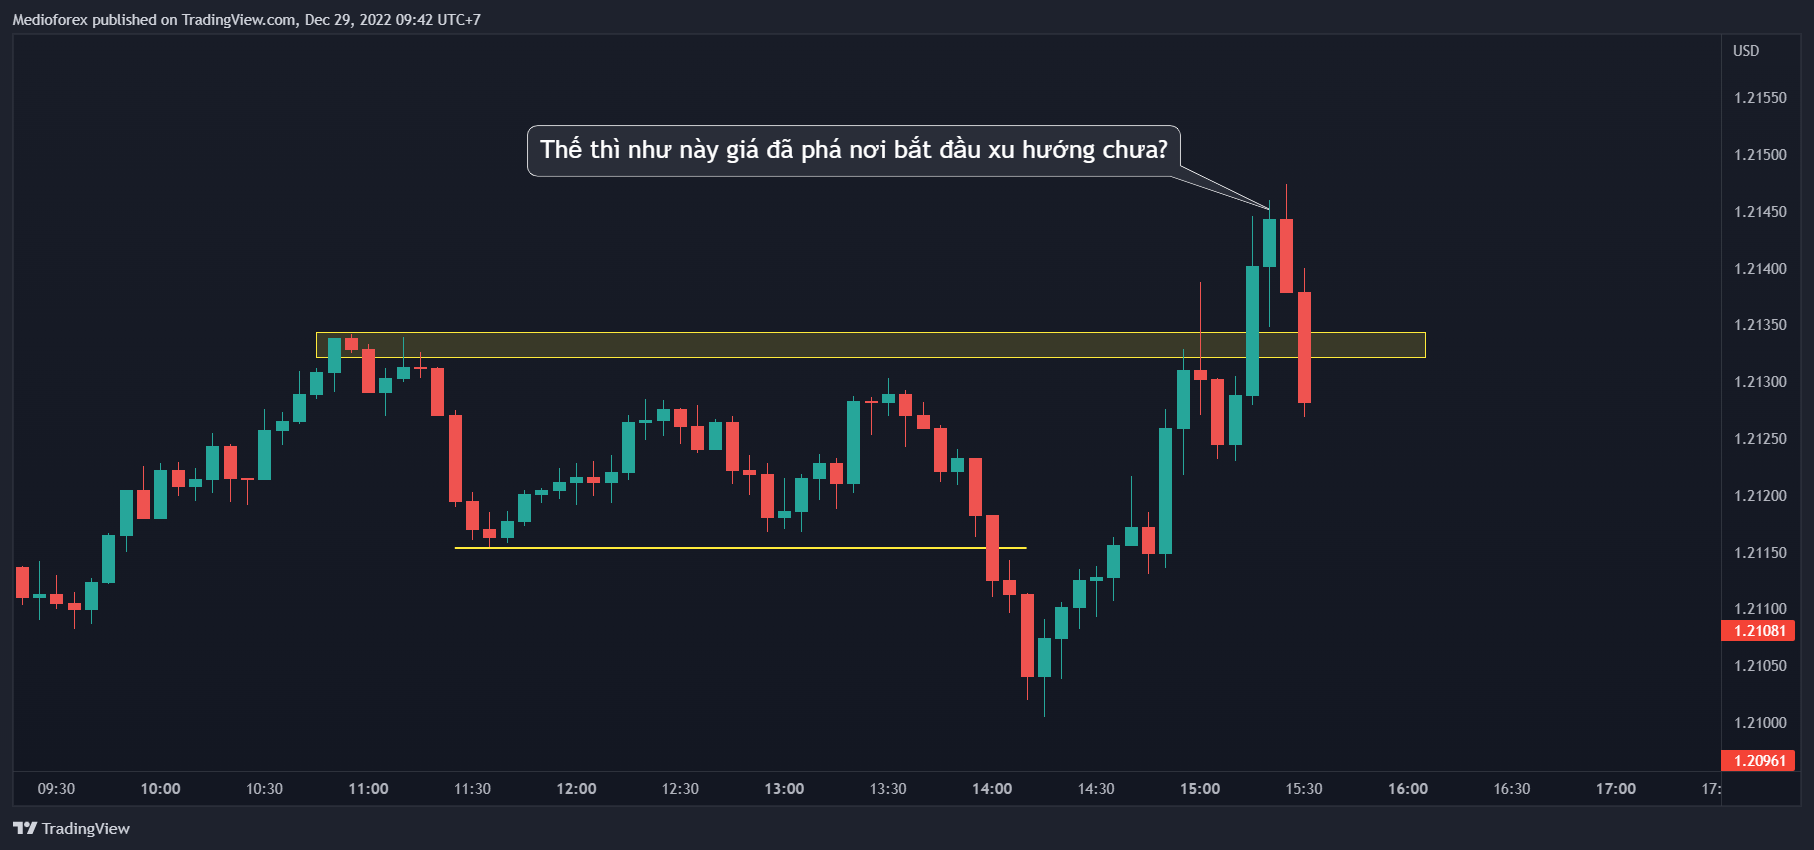 Medioforex published on TradingView.com, Dec 29, 2022 09:42 UTC+7
USD
1.21550
Thế thì như này giá đã phá nơi bắt đầu xu hướng chưa?
1.21500
1.21450
1.21400
1.21350
1.21300
1.21250
1.21200
1.21150
1.21100
1.21081
1.21050
1.21000
1.20961
09:30 10:00 10:30 11:00 11:30 12:00 12:30 13:00 13:30 14:00 14:30 15:00 15:30 16:00 16:30 17:00 17:
TradingView